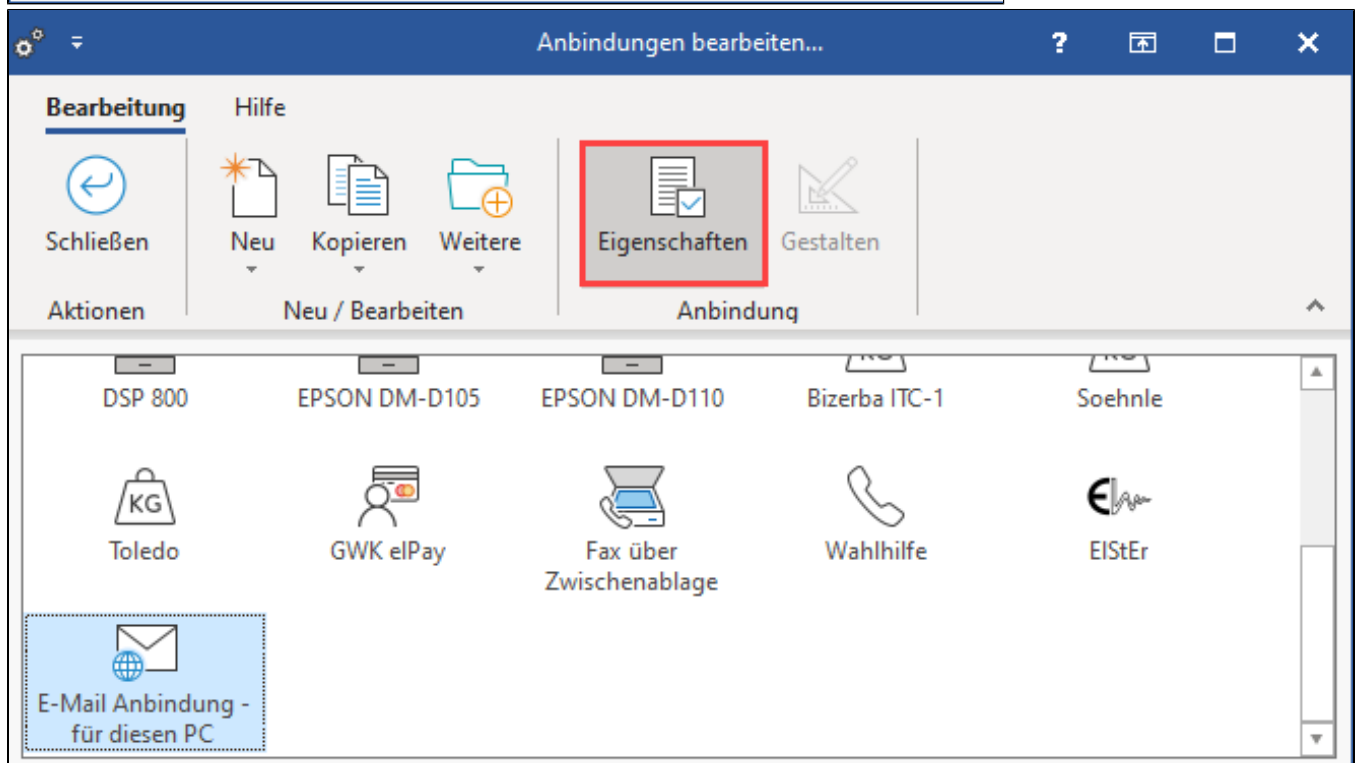 Anbindungen bearbeiten... ?
Bearbeitung Hilfe
Schließen Neu Kopieren Weitere Eigenschaften Gestalten
Aktionen Neu / Bearbeiten Anbindung
DSP 800 EPSON DM-D105 EPSON DM-D110 Bizerba ITC-1 Soehnle
KG
Toledo GWK elPay Fax über Wahlhilfe ElStEr
Zwischenablage
E-Mail Anbindung -
für diesen PC